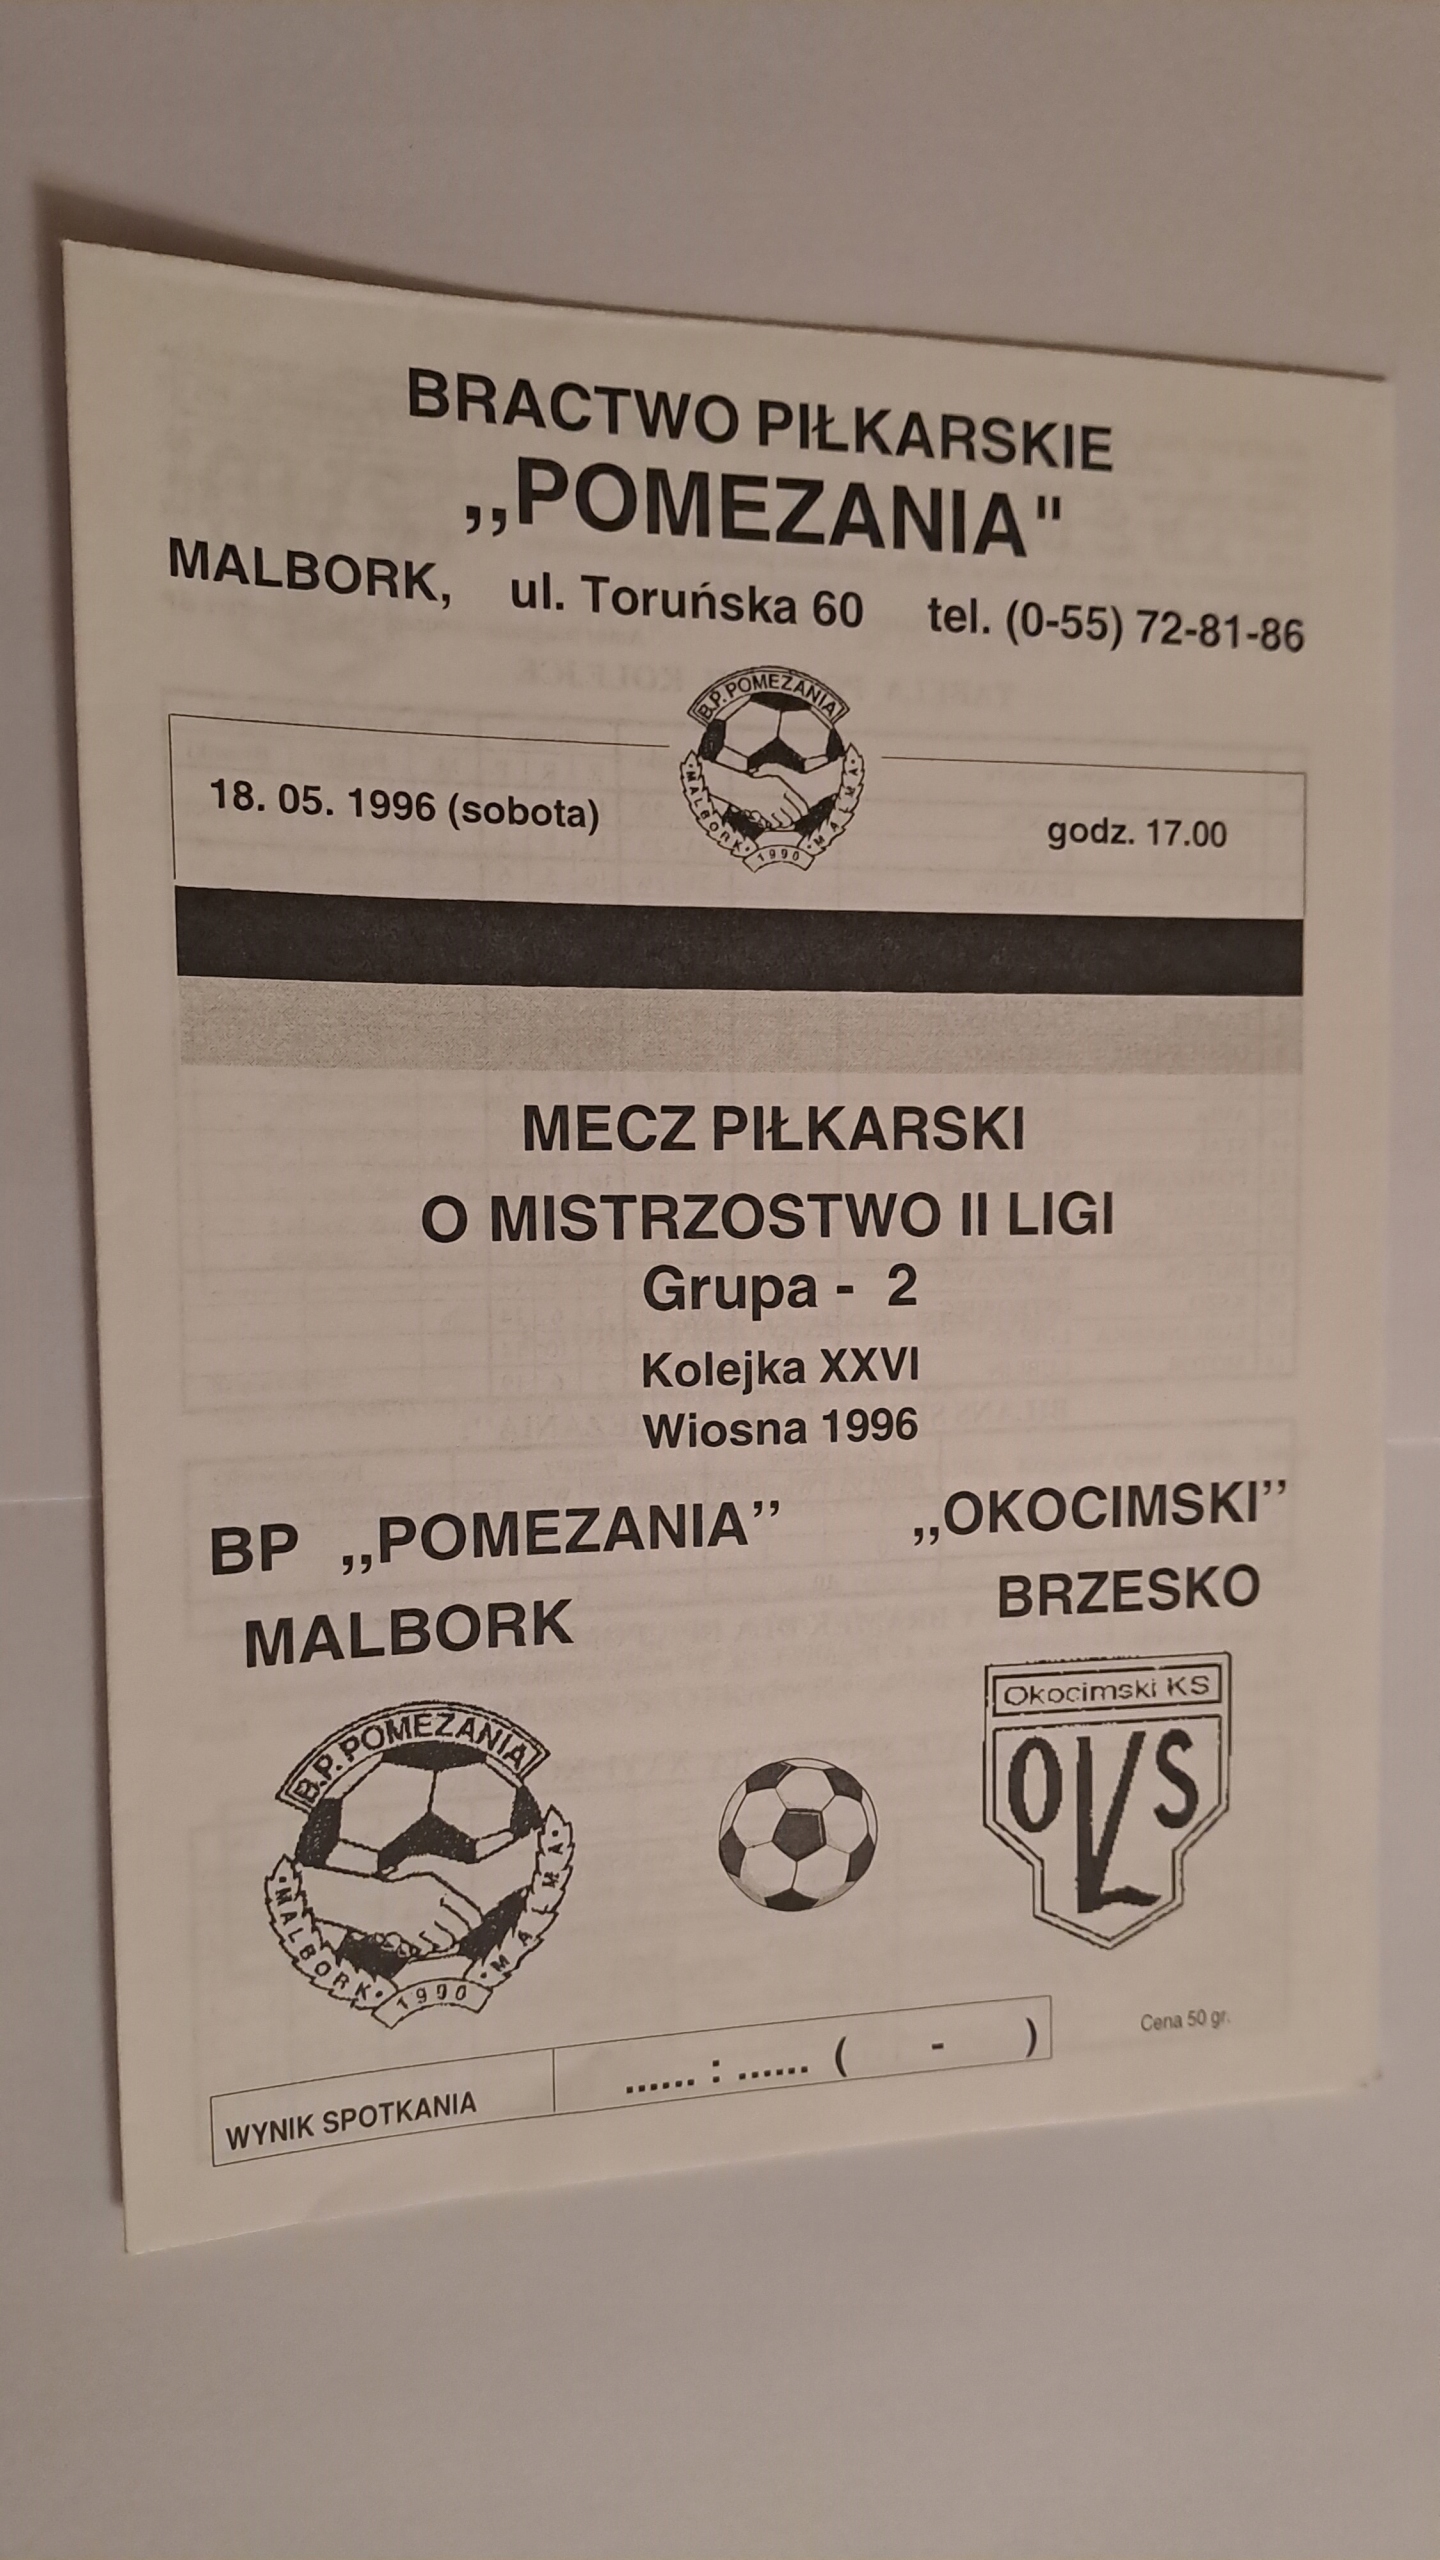 BRACTWO PIŁKARSKIE
,,POMEZANIA"
MALBORK, ul. Toruńska 60 tel. (0-55) 72-81-86
B.P. POMEZANIA
·MALBORK· 1990 ·MALMA·
18. 05. 1996 (sobota)
godz. 17.00
MECZ PIŁKARSKI
O MISTRZOSTWO II LIGI
Grupa - 2
Kolejka XXVI
Wiosna 1996
BP ,,POMEZANIA”
MALBORK
,,OKOCIMSKI”
BRZESKO
B.P. POMEZANIA
·MALBORK· 1990 ·MALMA·
Okocimski KS
OKS
Cena 50 gr.
WYNIK SPOTKANIA ...... : ...... ( - )